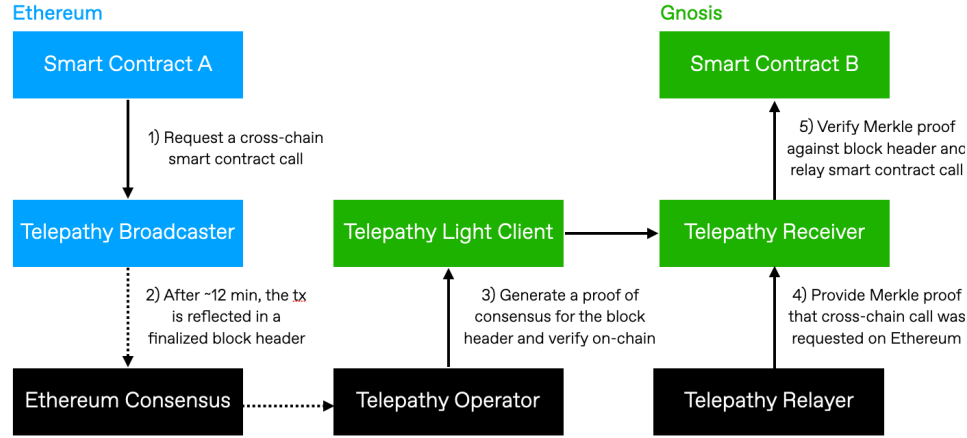 Ethereum
Gnosis
Smart Contract A
Smart Contract B
1) Request a cross-chain
smart contract call
5) Verify Merkle proof
against block header and
relay smart contract call
Telepathy Broadcaster
Telepathy Light Client
Telepathy Receiver
2) After ~12 min, the tx
is reflected in a
finalized block header
3) Generate a proof of
consensus for the block
header and verify on-chain
4) Provide Merkle proof
that cross-chain call was
requested on Ethereum
Ethereum Consensus
Telepathy Operator
Telepathy Relayer